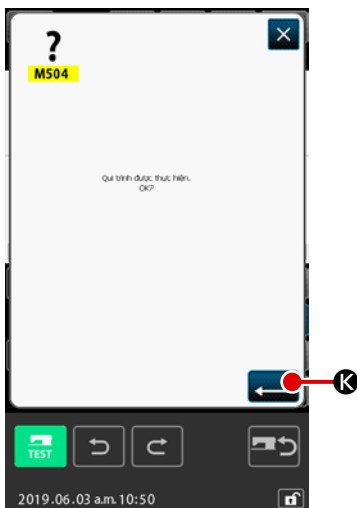 ?
M504
Qui trình được thực hiện.
OK?
K
TEST
2019.06.03 a.m. 10:50